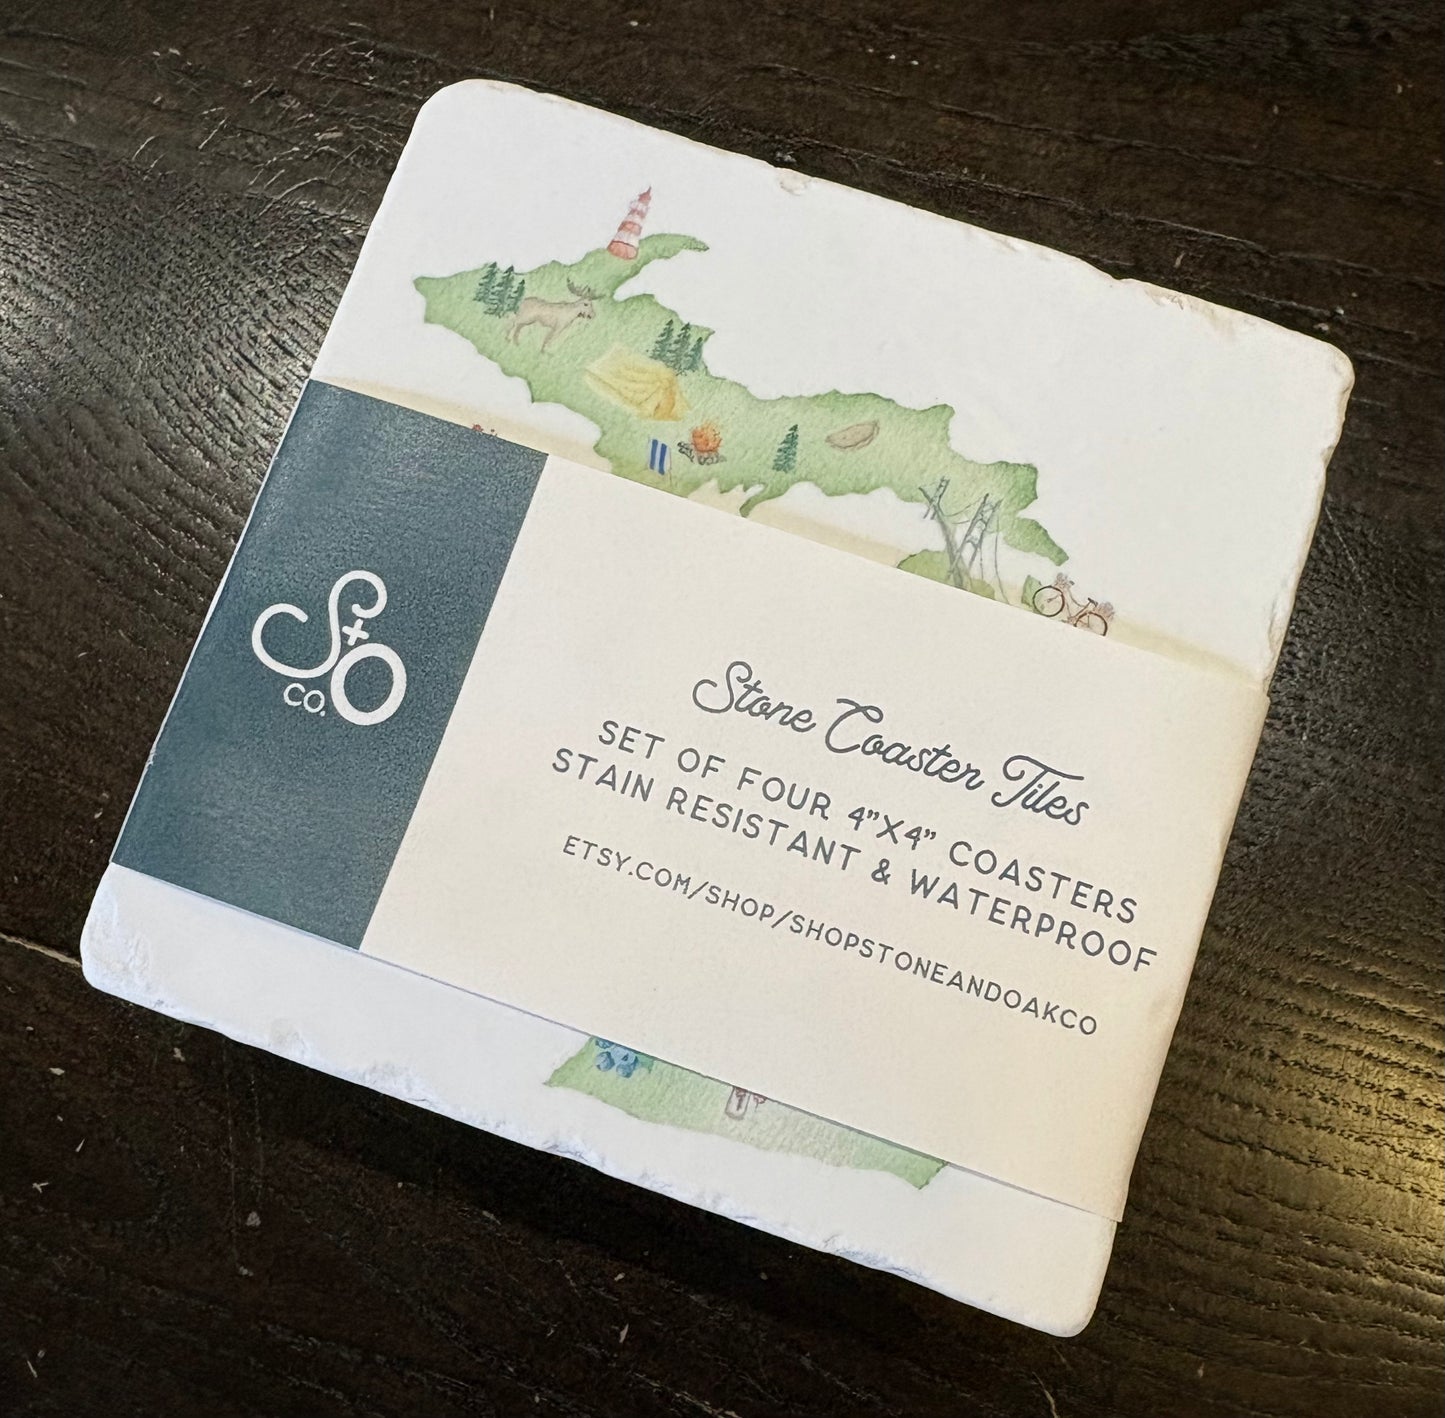 S+O
CO.
Stone Coaster Tiles
SET OF FOUR 4”X4” COASTERS
STAIN RESISTANT & WATERPROOF
ETSY.COM/SHOP/SHOPSTONEANDOAKCO